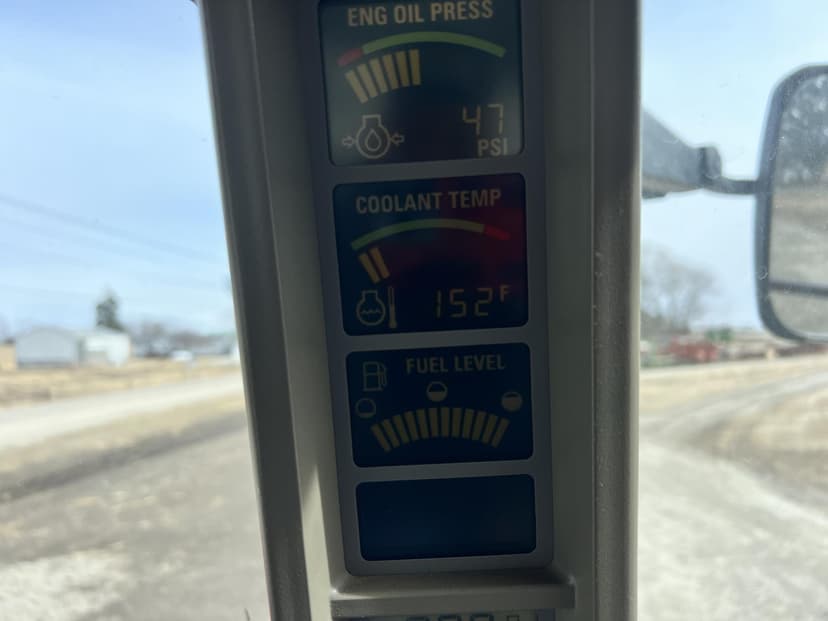 ENG OIL PRESS
47
PSI
COOLANT TEMP
152F
FUEL LEVEL